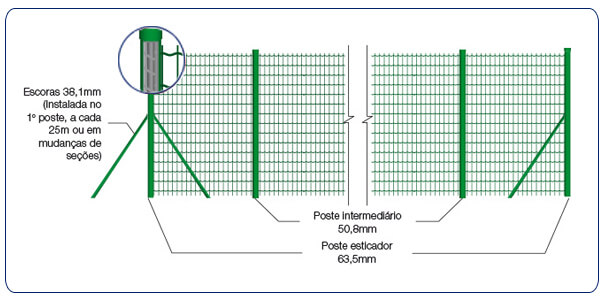 Escoras 38,1mm
(Instalada no
1º poste, a cada
25m ou em
mudanças de
seções)
Poste intermediário
50,8mm
Poste esticador
63,5mm